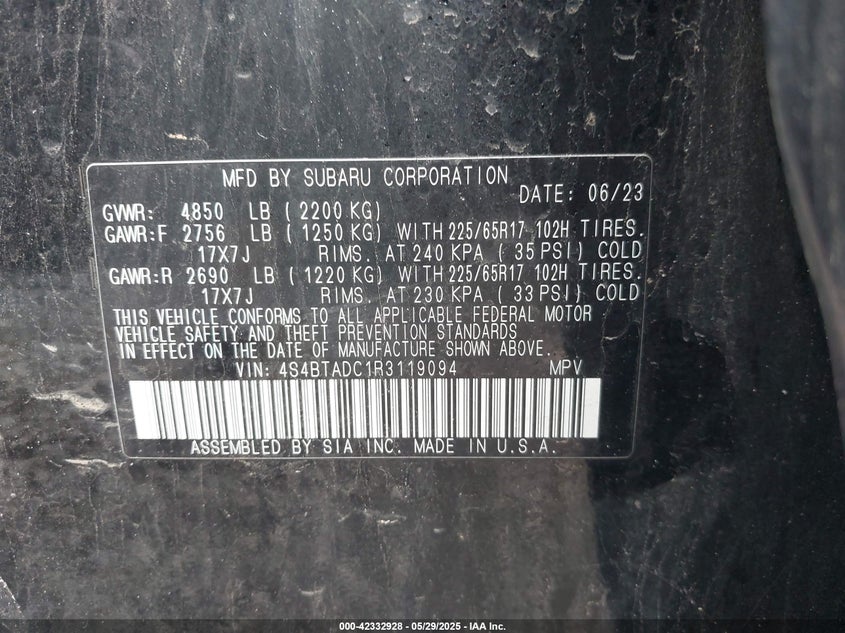 MFD BY SUBARU CORPORATION
DATE: 06/23
GVWR: 4850 LB ( 2200 KG)
GAWR:F 2756 LB ( 1250 KG) WITH 225/65R17 102H TIRES.
17X7J RIMS. AT 240 KPA ( 35 PSI) COLD
GAWR:R 2690 LB ( 1220 KG) WITH 225/65R17 102H TIRES.
17X7J RIMS. AT 230 KPA ( 33 PSI) COLD
THIS VEHICLE CONFORMS TO ALL APPLICABLE FEDERAL MOTOR
VEHICLE SAFETY AND THEFT PREVENTION STANDARDS
IN EFFECT ON THE DATE OF MANUFACTURE SHOWN ABOVE.
VIN: 4S4BTADC1R3119094 MPV
ASSEMBLED BY SIA INC. MADE IN U.S.A.
000-42332928 - 05/29/2025 - IAA Inc.